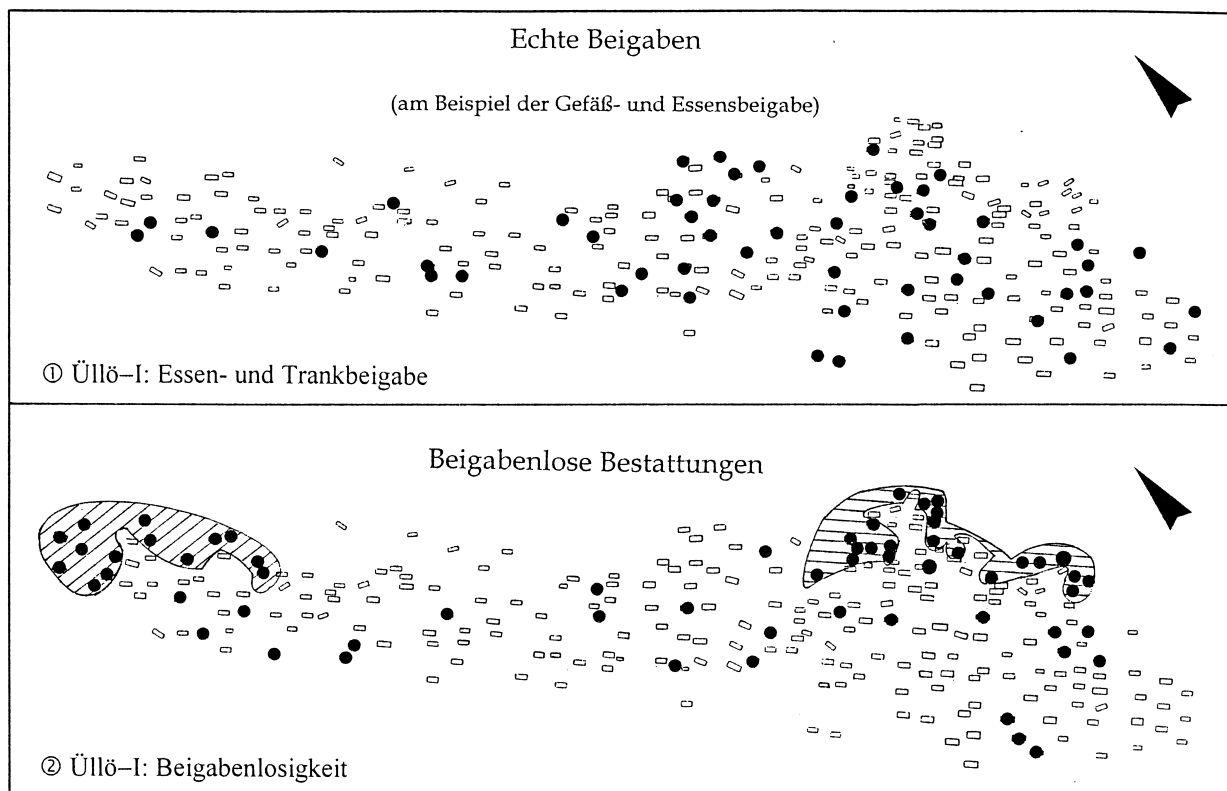 Echte Beigaben
(am Beispiel der Gefäß- und Essensbeigabe)
① Üllö–I: Essen- und Trankbeigabe
Beigabenlose Bestattungen
② Üllö–I: Beigabenlosigkeit